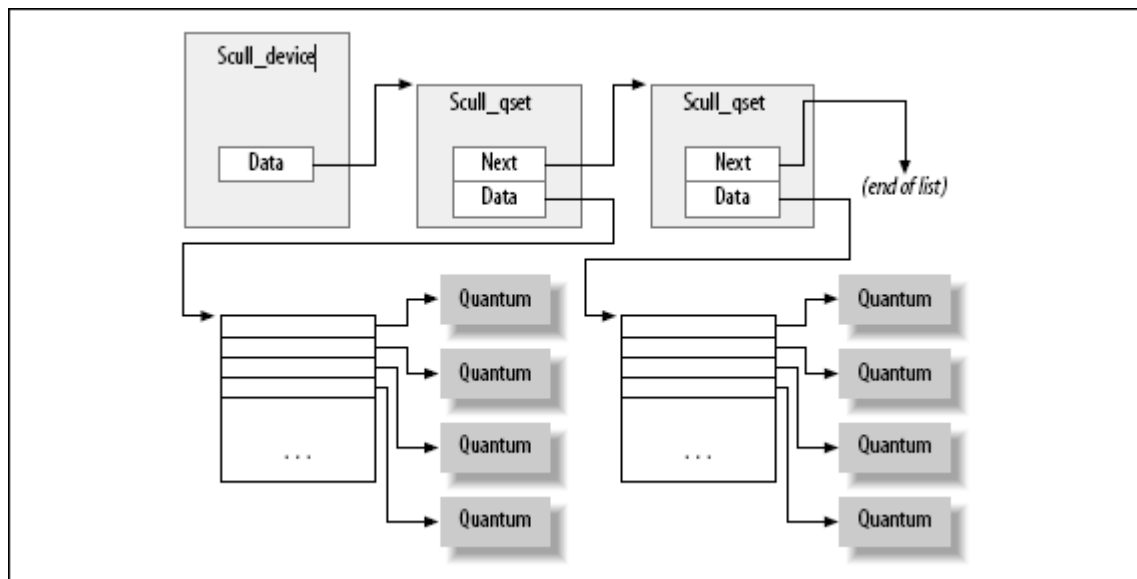 Scull_device
Scull_qset
Scull_qset
Data
Next
Data
Next
Data
(end of list)
Quantum
Quantum
Quantum
Quantum
. . .
Quantum
Quantum
Quantum
Quantum
. . .